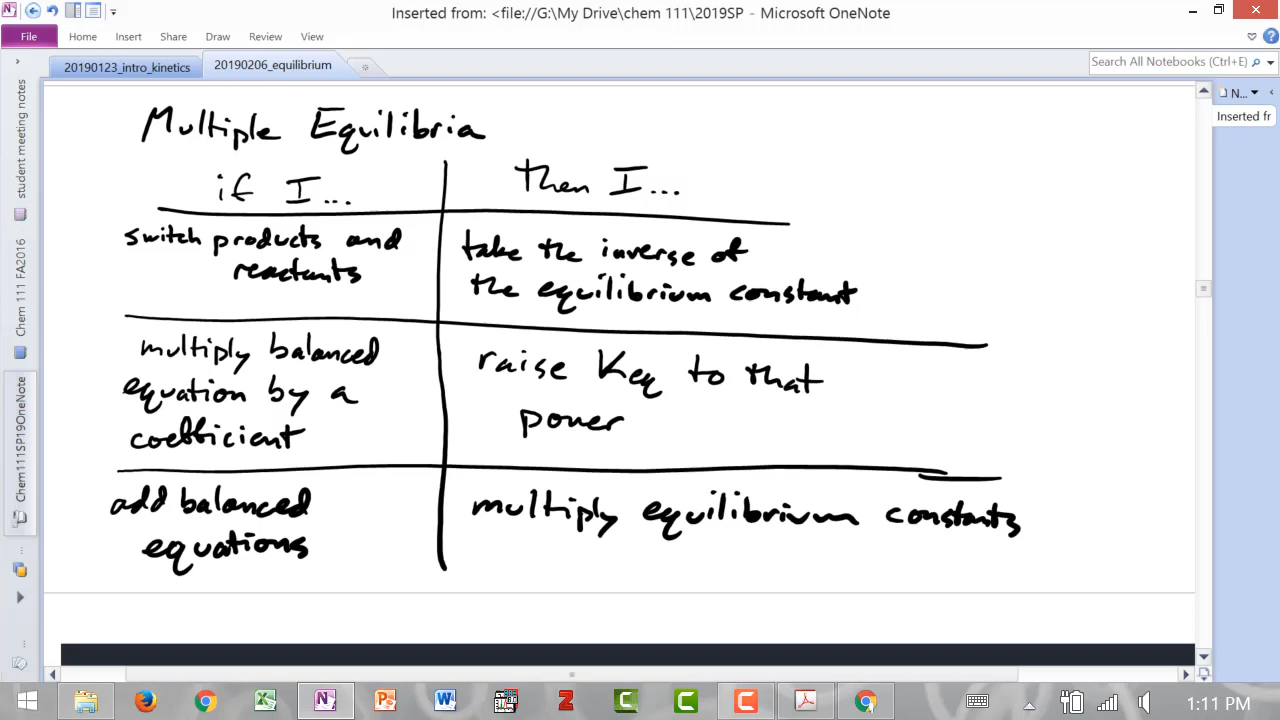 Inserted from: <file://G:\My Drive\chem 111\2019SP - Microsoft OneNote
File Home Insert Share Draw Review View
20190123_intro_kinetics 20190206_equilibrium
Search All Notebooks (Ctrl+E)
N...
Inserted fr
student meeting notes
Chem 111 FA2016
Chem111SP19OneNote
Multiple Equilibria
if I... then I...
switch products and reactants
take the inverse of
the equilibrium constant
multiply balanced
equation by a
coefficient
raise Keq to that
power
add balanced
equations
multiply equilibrium constants
1:11 PM